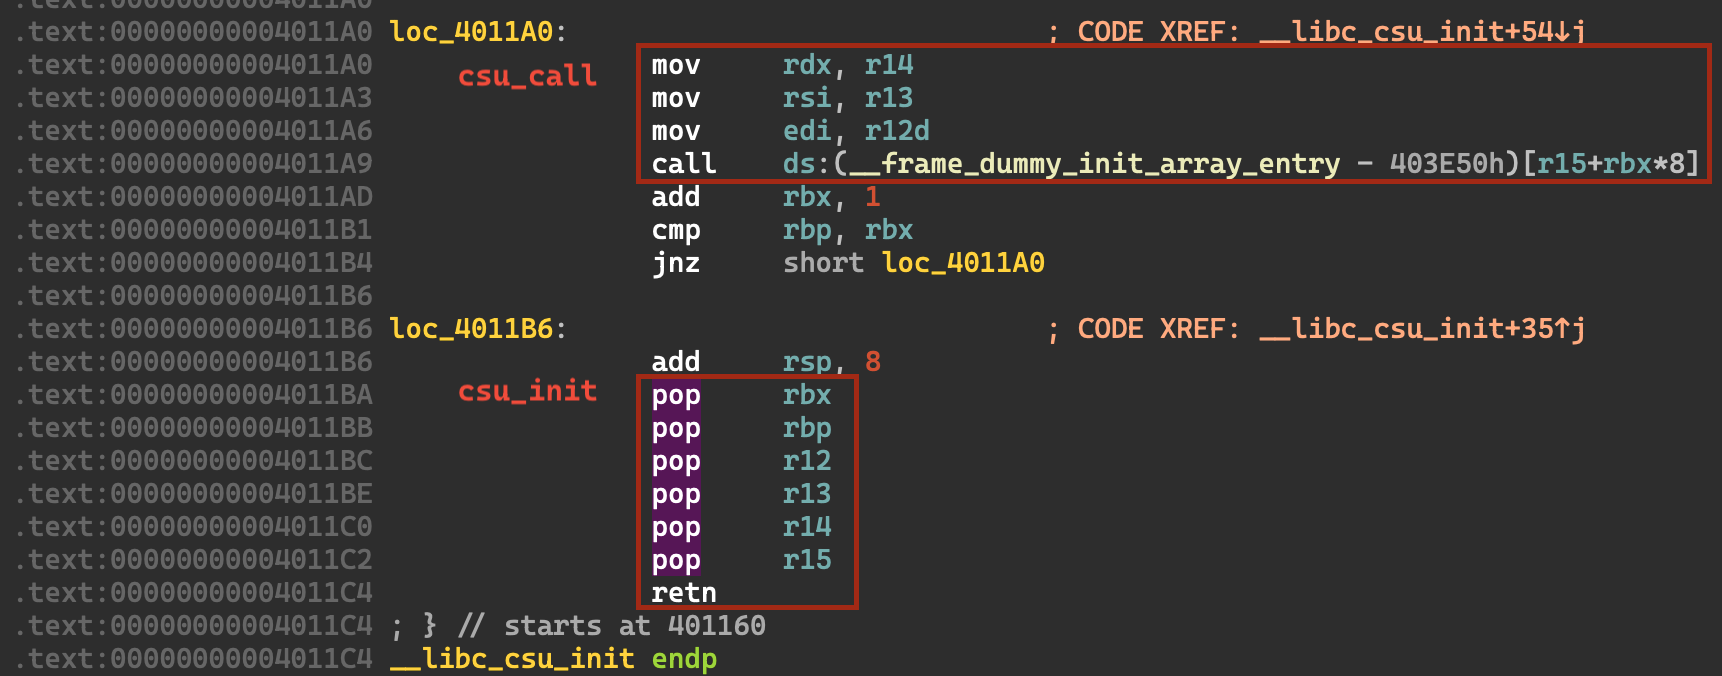 .text:00000000004011A0
.text:00000000004011A0 loc_4011A0: ; CODE XREF: __libc_csu_init+54↓j
.text:00000000004011A0 csu_call mov rdx, r14
.text:00000000004011A3 mov rsi, r13
.text:00000000004011A6 mov edi, r12d
.text:00000000004011A9 call ds:(__frame_dummy_init_array_entry - 403E50h)[r15+rbx*8]
.text:00000000004011AD add rbx, 1
.text:00000000004011B1 cmp rbp, rbx
.text:00000000004011B4 jnz short loc_4011A0
.text:00000000004011B6
.text:00000000004011B6 loc_4011B6: ; CODE XREF: __libc_csu_init+35↑j
.text:00000000004011B6 add rsp, 8
.text:00000000004011BA csu_init pop rbx
.text:00000000004011BB pop rbp
.text:00000000004011BC pop r12
.text:00000000004011BE pop r13
.text:00000000004011C0 pop r14
.text:00000000004011C2 pop r15
.text:00000000004011C4 retn
.text:00000000004011C4 ; } // starts at 401160
.text:00000000004011C4 __libc_csu_init endp